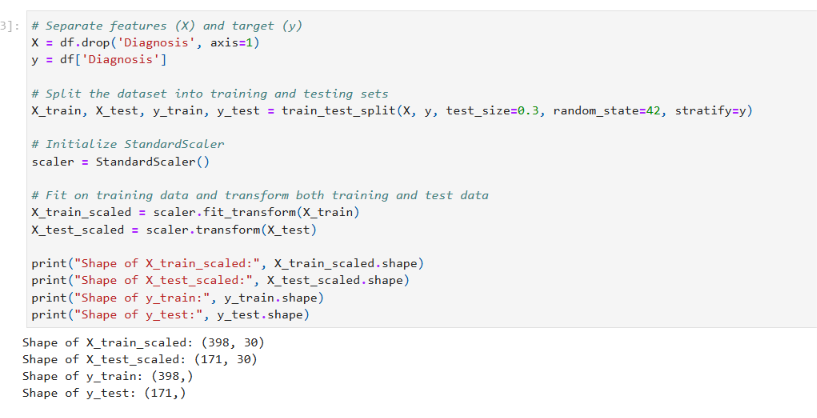 3]: # Separate features (X) and target (y)
X = df.drop('Diagnosis', axis=1)
y = df['Diagnosis']
# Split the dataset into training and testing sets
X_train, X_test, y_train, y_test = train_test_split(X, y, test_size=0.3, random_state=42, stratify=y)
# Initialize StandardScaler
scaler = StandardScaler()
# Fit on training data and transform both training and test data
X_train_scaled = scaler.fit_transform(X_train)
X_test_scaled = scaler.transform(X_test)
print("Shape of X_train_scaled:", X_train_scaled.shape)
print("Shape of X_test_scaled:", X_test_scaled.shape)
print("Shape of y_train:", y_train.shape)
print("Shape of y_test:", y_test.shape)
Shape of X_train_scaled: (398, 30)
Shape of X_test_scaled: (171, 30)
Shape of y_train: (398,)
Shape of y_test: (171,)